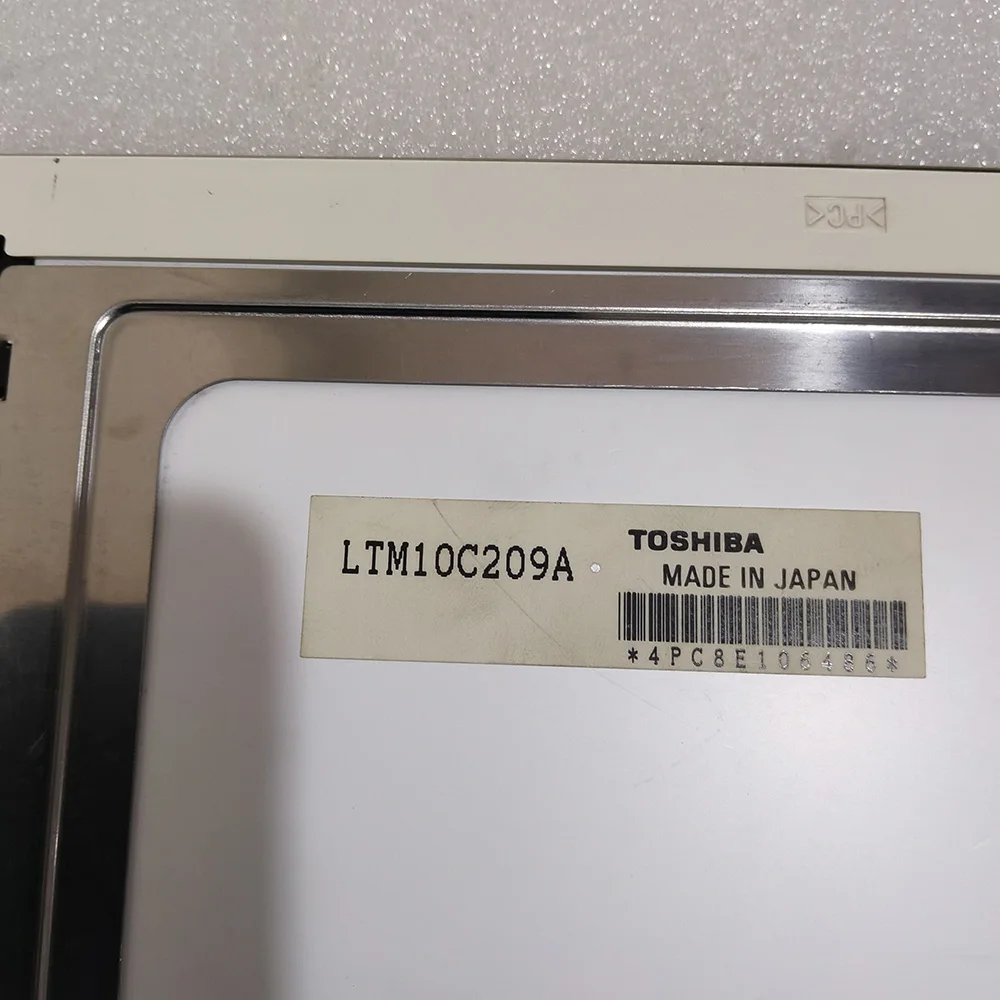 >PC<
LTM10C209A
TOSHIBA
MADE IN JAPAN
*4PC8E106486*